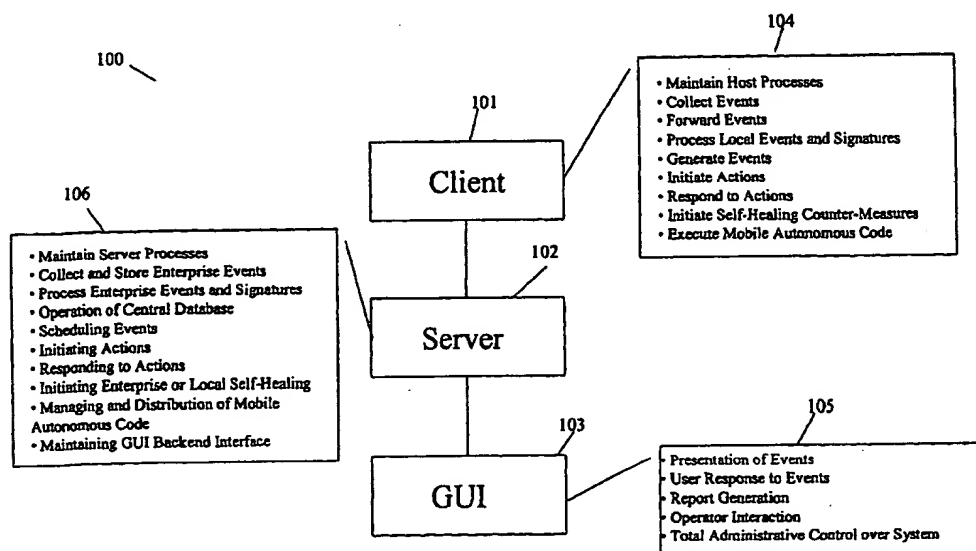 104
100
• Maintain Host Processes
• Collect Events
• Forward Events
• Process Local Events and Signatures
• Generate Events
• Initiate Actions
• Respond to Actions
• Initiate Self-Healing Counter-Measures
• Execute Mobile Autonomous Code
101
Client
106
• Maintain Server Processes
• Collect and Store Enterprise Events
• Process Enterprise Events and Signatures
• Operation of Central Database
• Scheduling Events
• Initiating Actions
• Responding to Actions
• Initiating Enterprise or Local Self-Healing
• Managing and Distribution of Mobile
Autonomous Code
• Maintaining GUI Backend Interface
102
Server
103
GUI
105
• Presentation of Events
• User Response to Events
• Report Generation
• Operator Interaction
• Total Administrative Control over System